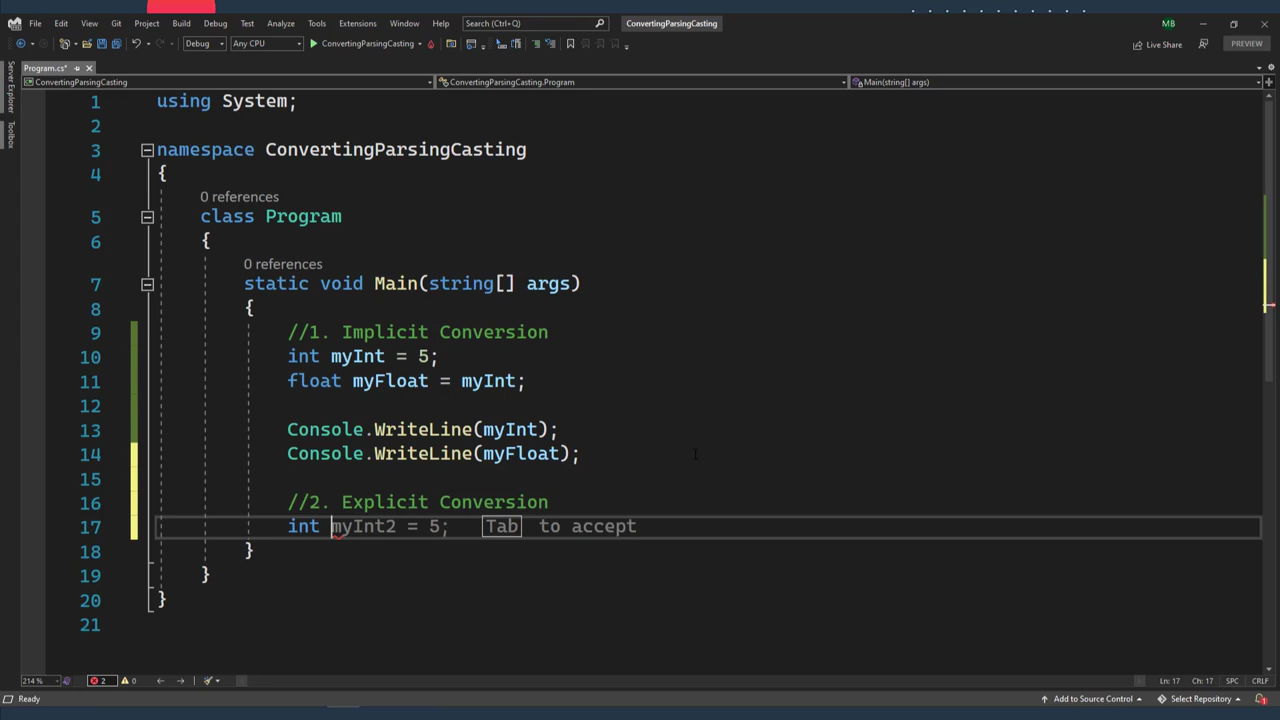 File Edit View Git Project Build Debug Test Analyze Tools Extensions Window Help Search (Ctrl+Q) ConvertingParsingCasting MB
Debug Any CPU ConvertingParsingCasting Live Share PREVIEW
Program.cs*
ConvertingParsingCasting ConvertingParsingCasting.Program Main(string[] args)
Server Explorer
Toolbox
1 using System;
2
3 namespace ConvertingParsingCasting
4 {
0 references
5 class Program
6 {
0 references
7 static void Main(string[] args)
8 {
9 //1. Implicit Conversion
10 int myInt = 5;
11 float myFloat = myInt;
12
13 Console.WriteLine(myInt);
14 Console.WriteLine(myFloat);
15
16 //2. Explicit Conversion
17 int myInt2 = 5; Tab to accept
18 }
19 }
20 }
21
214 % 2 0 Ln: 17 Ch: 17 SPC CRLF
Ready Add to Source Control Select Repository 1